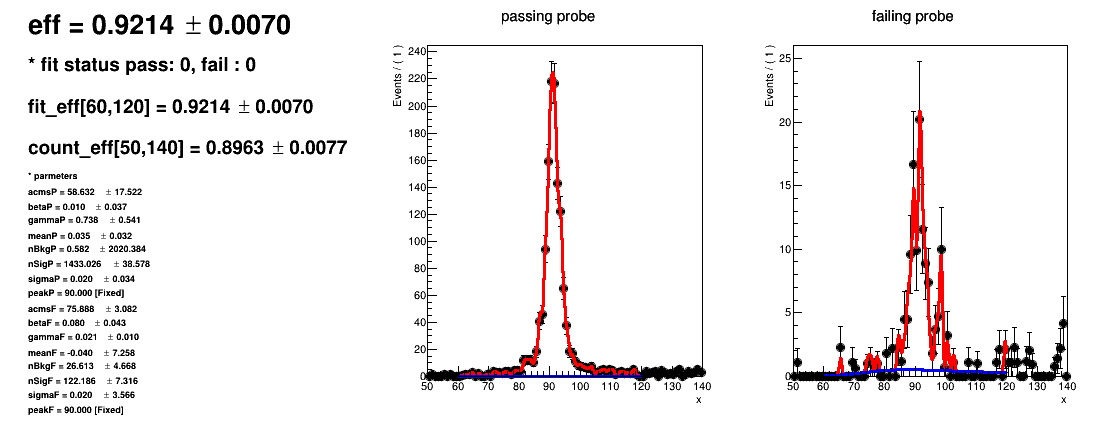 eff = 0.9214 ± 0.0070
* fit status pass: 0, fail : 0
fit_eff[60,120] = 0.9214 ± 0.0070
count_eff[50,140] = 0.8963 ± 0.0077
* parmeters
acmsP = 58.632 ± 17.522
betaP = 0.010 ± 0.037
gammaP = 0.738 ± 0.541
meanP = 0.035 ± 0.032
nBkgP = 0.582 ± 2020.384
nSigP = 1433.026 ± 38.578
sigmaP = 0.020 ± 0.034
peakP = 90.000 [Fixed]
acmsF = 75.888 ± 3.082
betaF = 0.080 ± 0.043
gammaF = 0.021 ± 0.010
meanF = -0.040 ± 7.258
nBkgF = 26.613 ± 4.668
nSigF = 122.186 ± 7.316
sigmaF = 0.020 ± 3.566
peakF = 90.000 [Fixed]
passing probe
Events / ( 1 )
240
220
200
180
160
140
120
100
80
60
40
20
0
50 60 70 80 90 100 110 120 130 140
x
failing probe
Events / ( 1 )
25
20
15
10
5
0
50 60 70 80 90 100 110 120 130 140
x